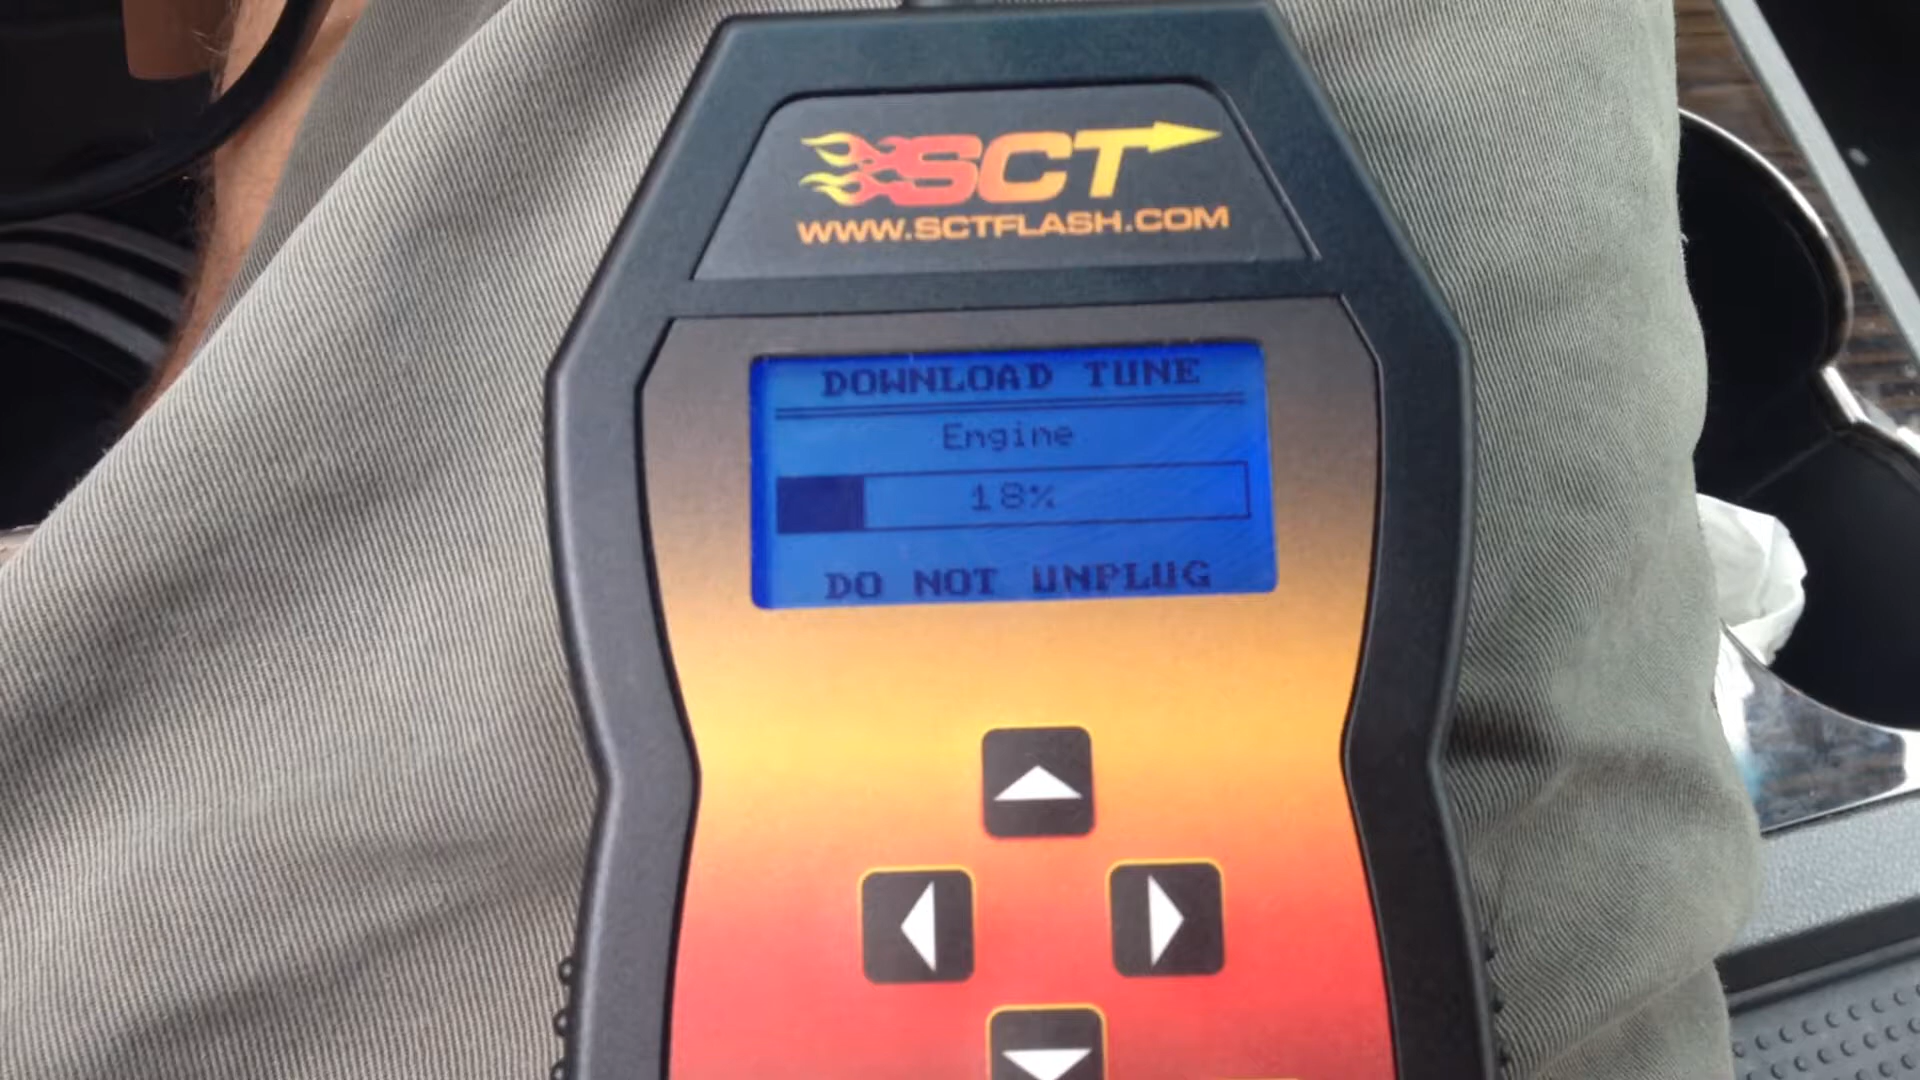 SCT
WWW.SCTFLASH.COM
DOWNLOAD TUNE
Engine
18%
DO NOT UNPLUG